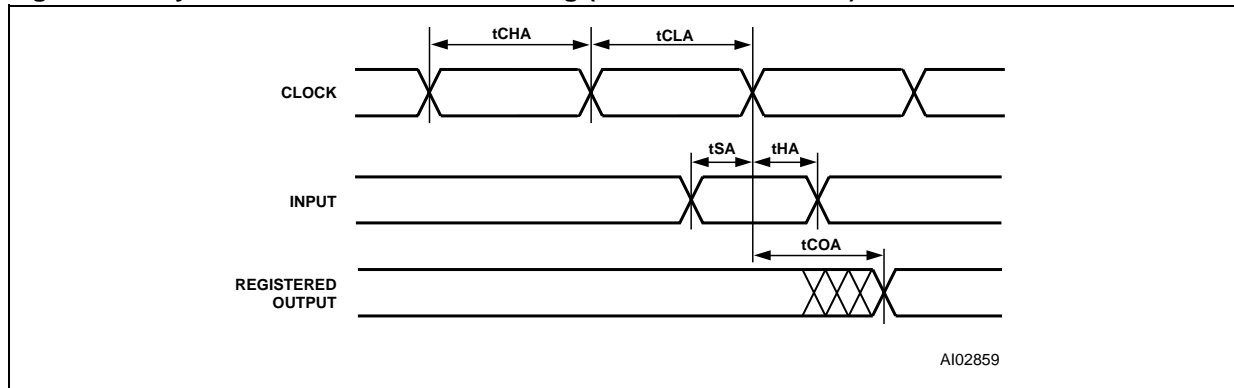 tCHA tCLA
CLOCK
tSA tHA
INPUT
tCOA
REGISTERED
OUTPUT
AI02859